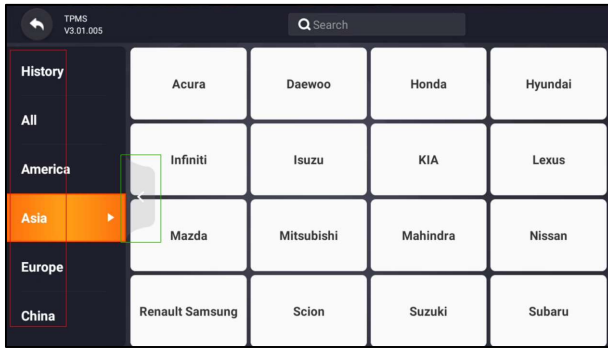 TPMS
V3.01.005
Search
History
All
America
Asia
Europe
China
Acura Daewoo Honda Hyundai
Infiniti Isuzu KIA Lexus
Mazda Mitsubishi Mahindra Nissan
Renault Samsung Scion Suzuki Subaru